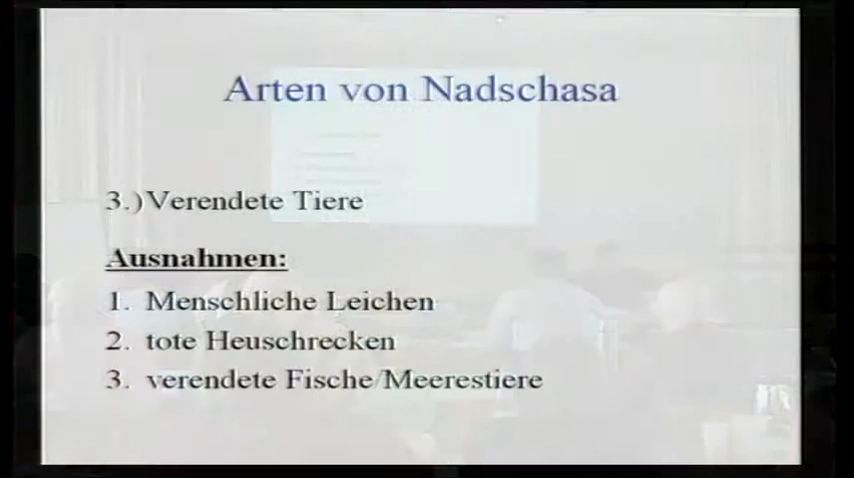 Arten von Nadschasa
3.) Verendete Tiere
Ausnahmen:
1. Menschliche Leichen
2. tote Heuschrecken
3. verendete Fische/Meerestiere